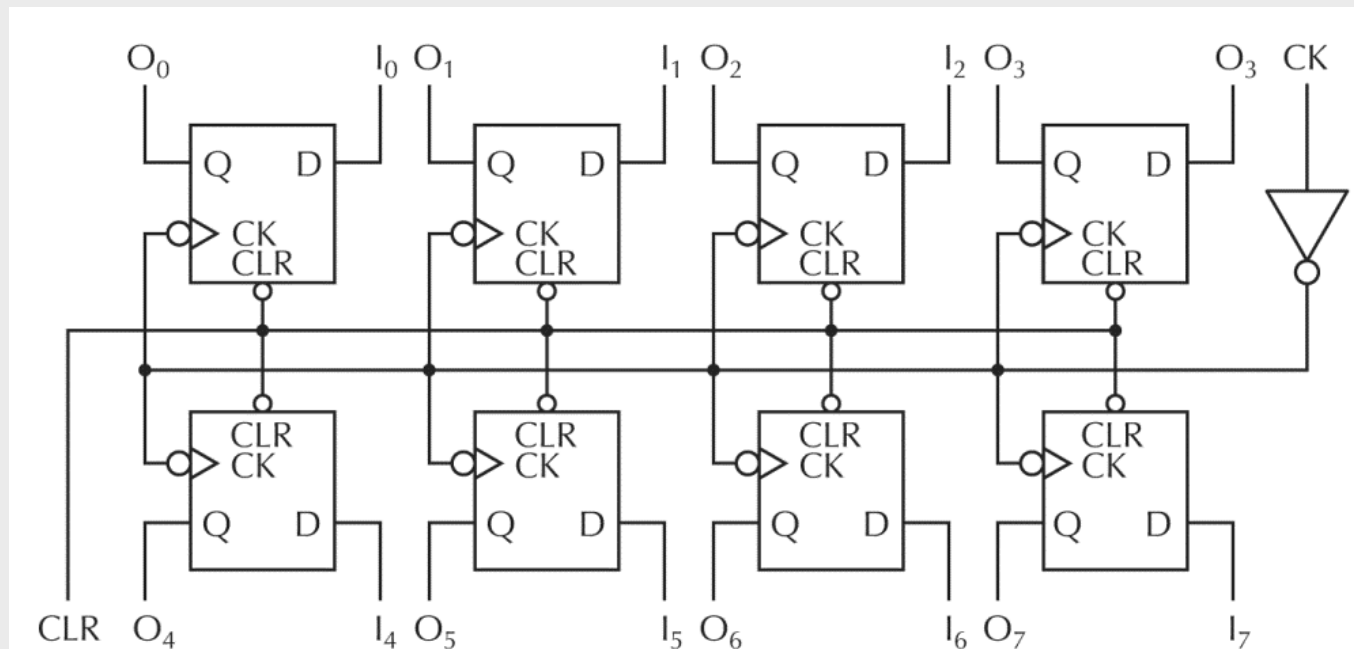 O₀ I₀ O₁ I₁ O₂ I₂ O₃ O₃ CK
Q D Q D Q D Q D
CK CK CK CK
CLR CLR CLR CLR
CLR CLR CLR CLR
CK CK CK CK
Q D Q D Q D Q D
CLR O₄ I₄ O₅ I₅ O₆ I₆ O₇ I₇